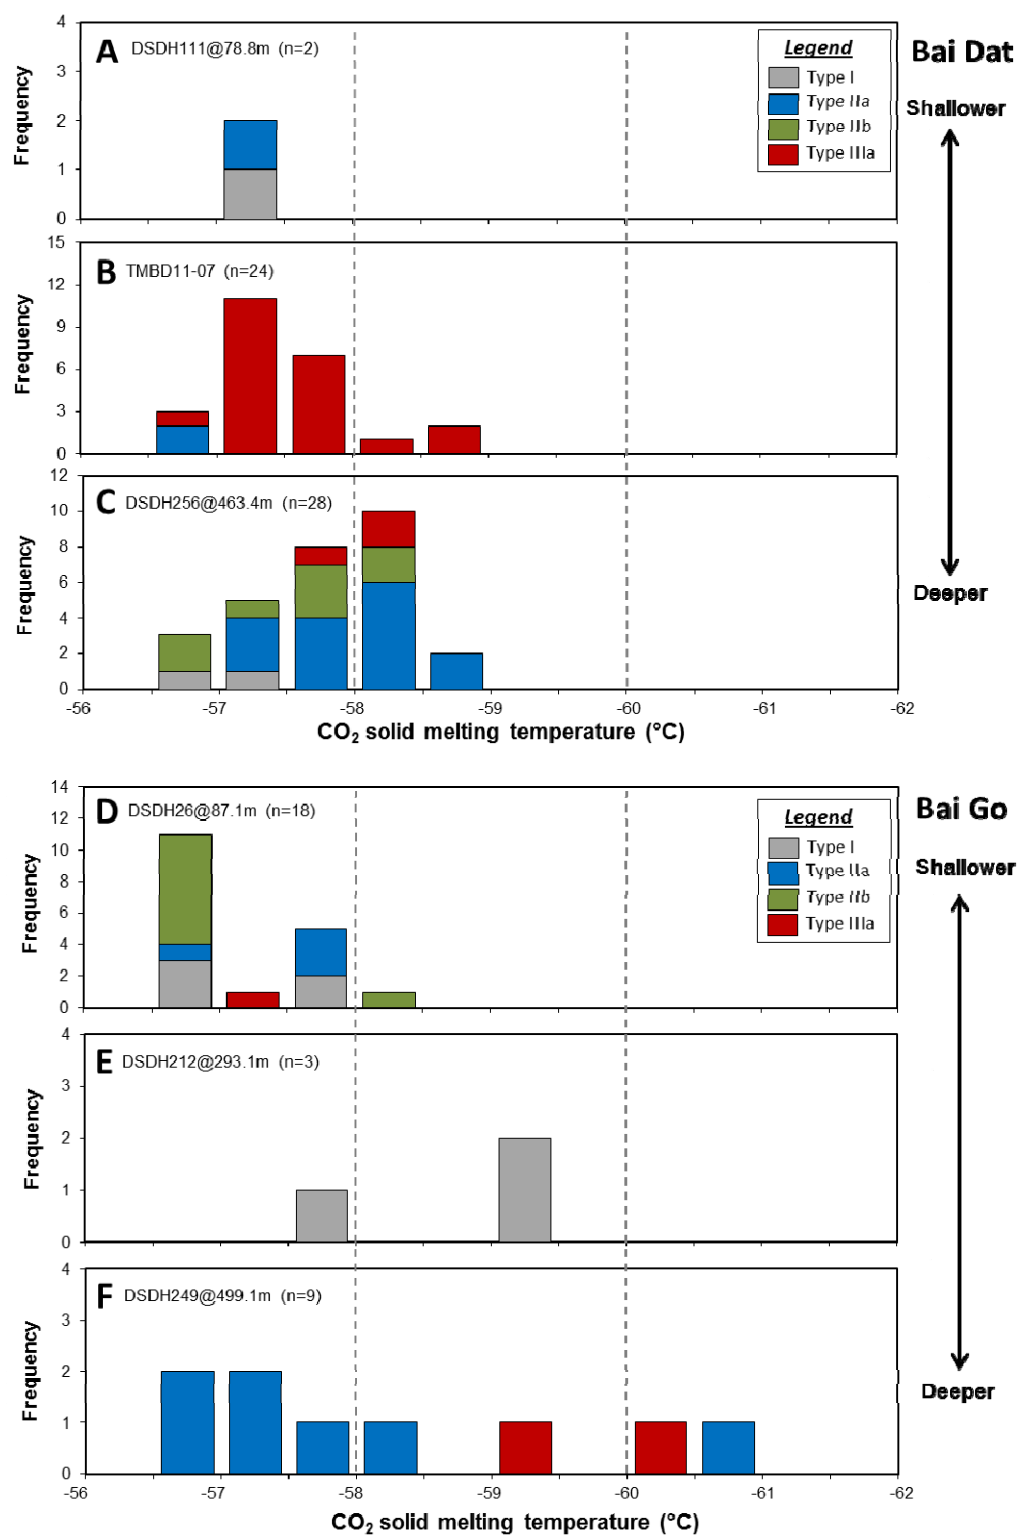 A DSDH111@78.8m (n=2)
Legend
Type I
Type IIa
Type IIb
Type IIIa
Bai Dat
Shallower
Frequency
4
3
2
1
0
B TMBD11-07 (n=24)
Frequency
15
12
9
6
3
0
C DSDH256@463.4m (n=28)
Frequency
12
10
8
6
4
2
0
Deeper
-56 -57 -58 -59 -60 -61 -62
CO₂ solid melting temperature (°C)
D DSDH26@87.1m (n=18)
Legend
Type I
Type IIa
Type IIb
Type IIIa
Bai Go
Shallower
Frequency
14
12
10
8
6
4
2
0
E DSDH212@293.1m (n=3)
Frequency
4
3
2
1
0
F DSDH249@499.1m (n=9)
Frequency
4
3
2
1
0
Deeper
-56 -57 -58 -59 -60 -61 -62
CO₂ solid melting temperature (°C)